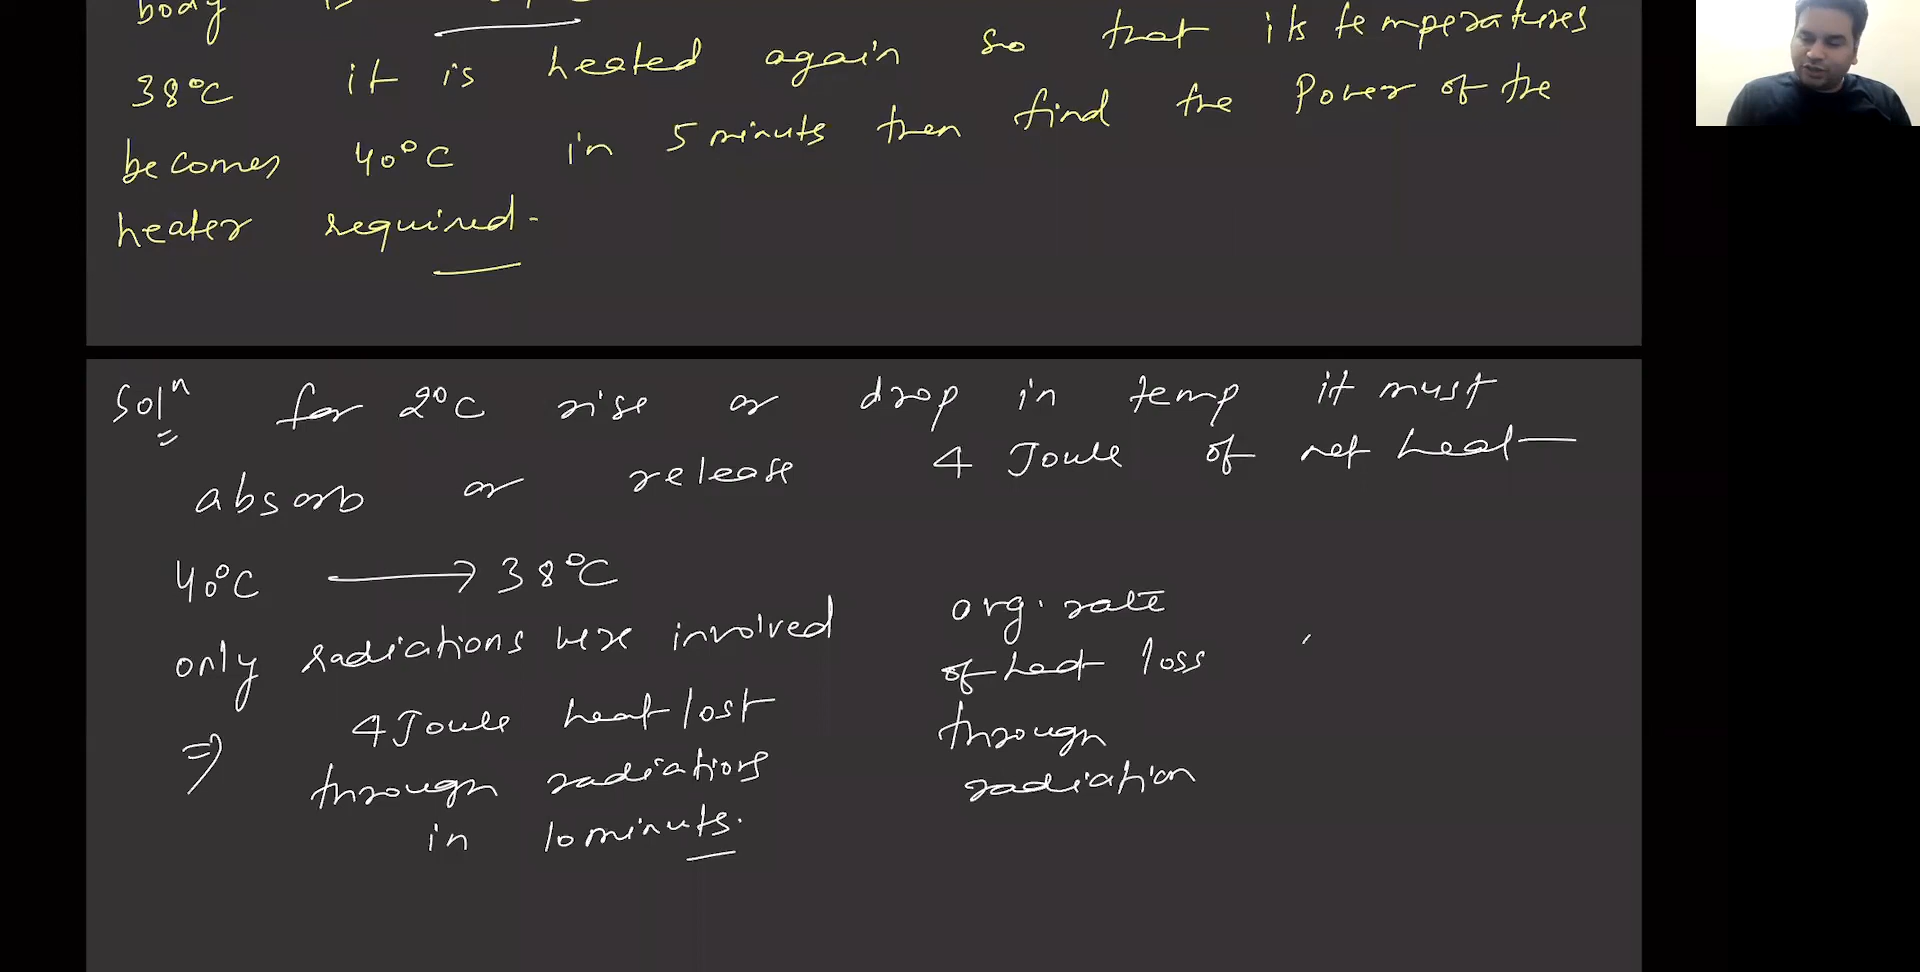 body is
38°C it is heated again so that its temperatures
becomes 40°C in 5 minuts then find the Power of the
heater required.
Solⁿ for 2°C rise or drop in temp it must
absorb or release 4 Joule of net heat
40°C → 38°C
only radiations were involved
⇒ 4 Joule heat lost
through radiations
in 10 minuts.
avg. rate
of heat loss
through
radiation